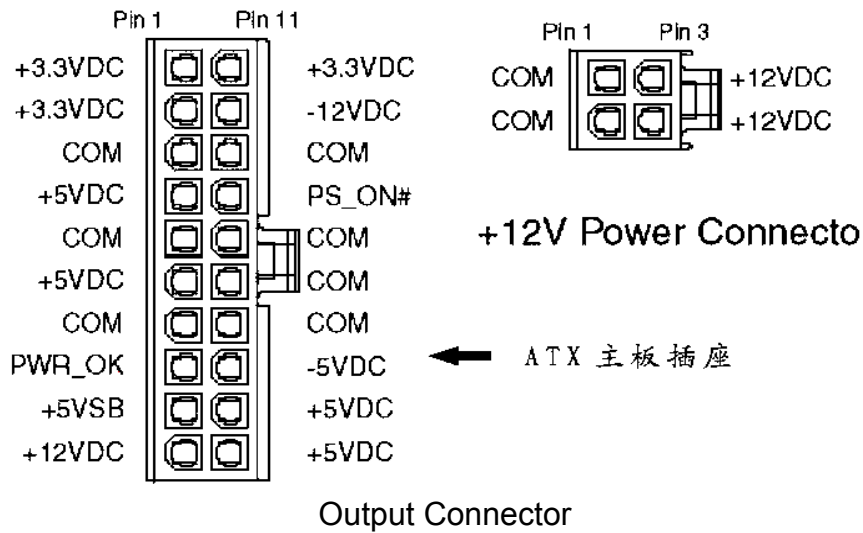 Pin 1 Pin 11
+3.3VDC +3.3VDC
+3.3VDC -12VDC
COM COM
+5VDC PS_ON#
COM COM
+5VDC COM
COM COM
PWR_OK -5VDC
+5VSB +5VDC
+12VDC +5VDC
Pin 1 Pin 3
COM +12VDC
COM +12VDC
+12V Power Connecto
ATX 主板插座
Output Connector